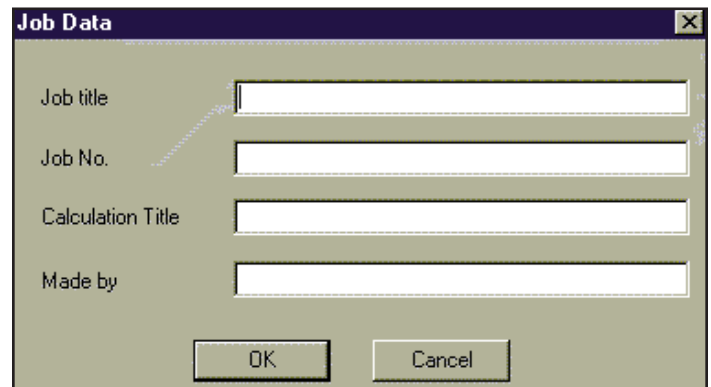 Job Data
Job title
Job No.
Calculation Title
Made by
OK Cancel